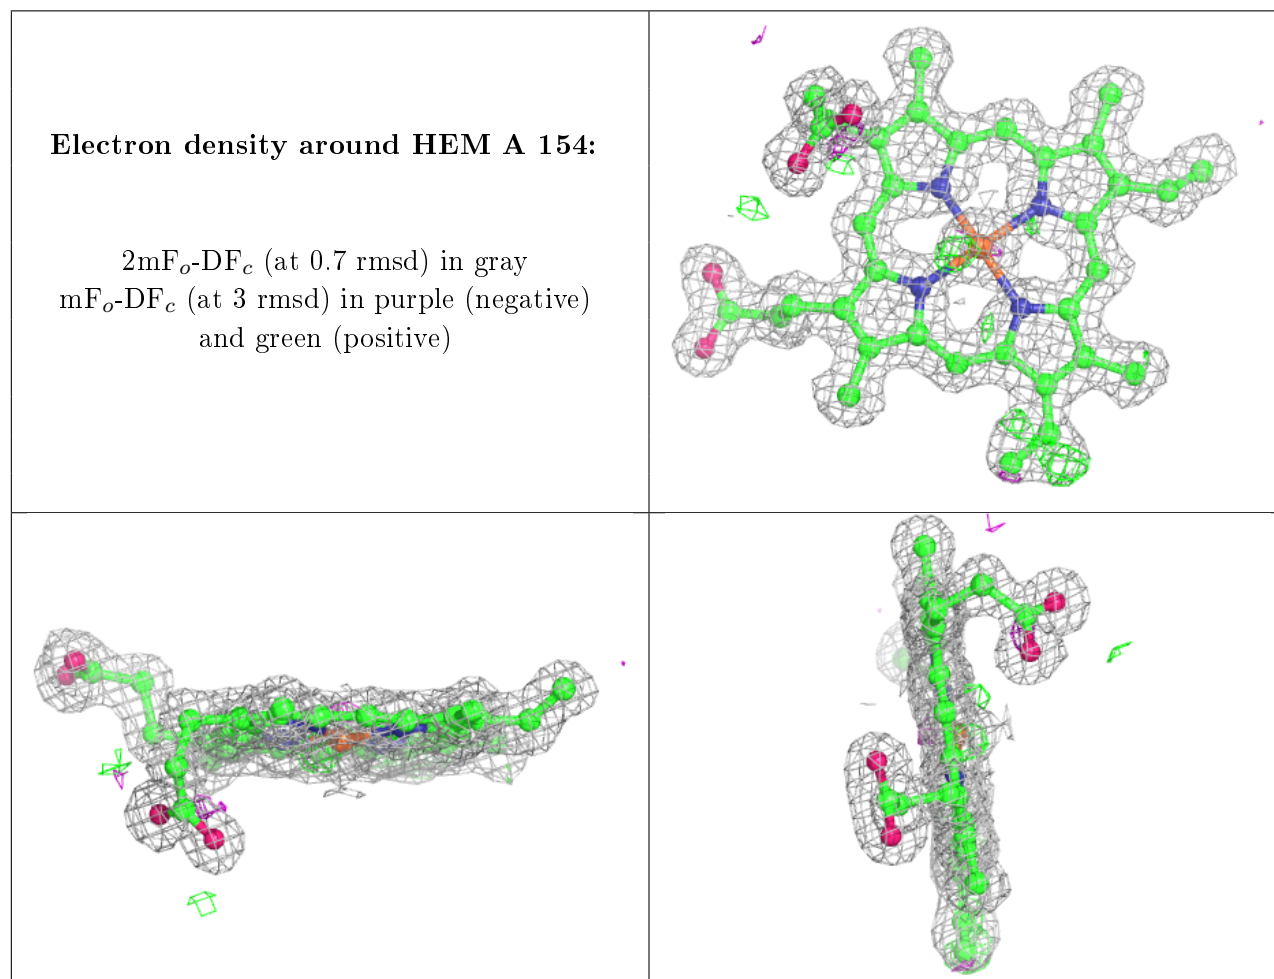 Electron density around HEM A 154:
2mFo-DFc (at 0.7 rmsd) in gray
mFo-DFc (at 3 rmsd) in purple (negative)
and green (positive)